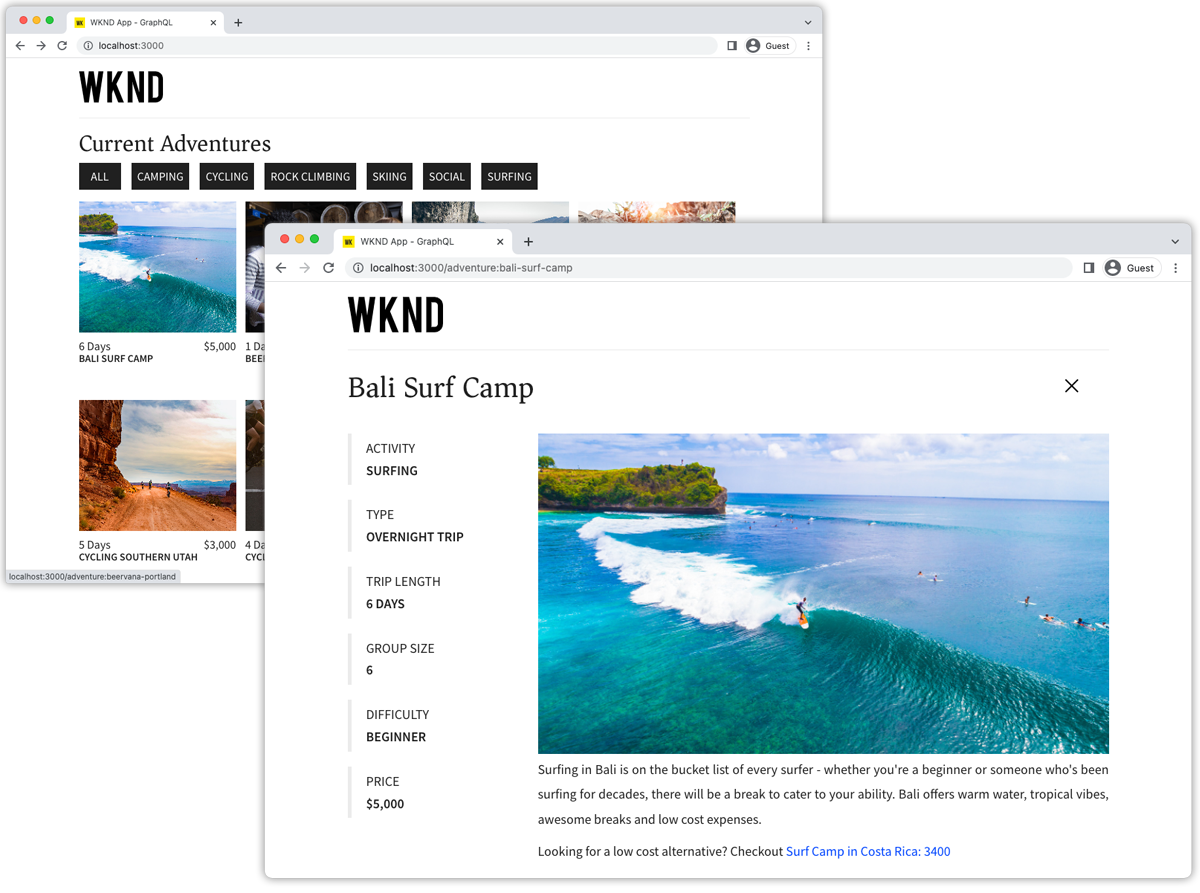 WKND App - GraphQL
localhost:3000
Guest
WKND
Current Adventures
ALL CAMPING CYCLING ROCK CLIMBING SKIING SOCIAL SURFING
6 Days $5,000 1 Da
BALI SURF CAMP BEE
5 Days $3,000 4 Da
CYCLING SOUTHERN UTAH CYC
localhost:3000/adventure:beervana-portland
WKND App - GraphQL
localhost:3000/adventure:bali-surf-camp
Guest
WKND
Bali Surf Camp
ACTIVITY
SURFING
TYPE
OVERNIGHT TRIP
TRIP LENGTH
6 DAYS
GROUP SIZE
6
DIFFICULTY
BEGINNER
PRICE
$5,000
Surfing in Bali is on the bucket list of every surfer - whether you're a beginner or someone who's been
surfing for decades, there will be a break to cater to your ability. Bali offers warm water, tropical vibes,
awesome breaks and low cost expenses.
Looking for a low cost alternative? Checkout Surf Camp in Costa Rica: 3400